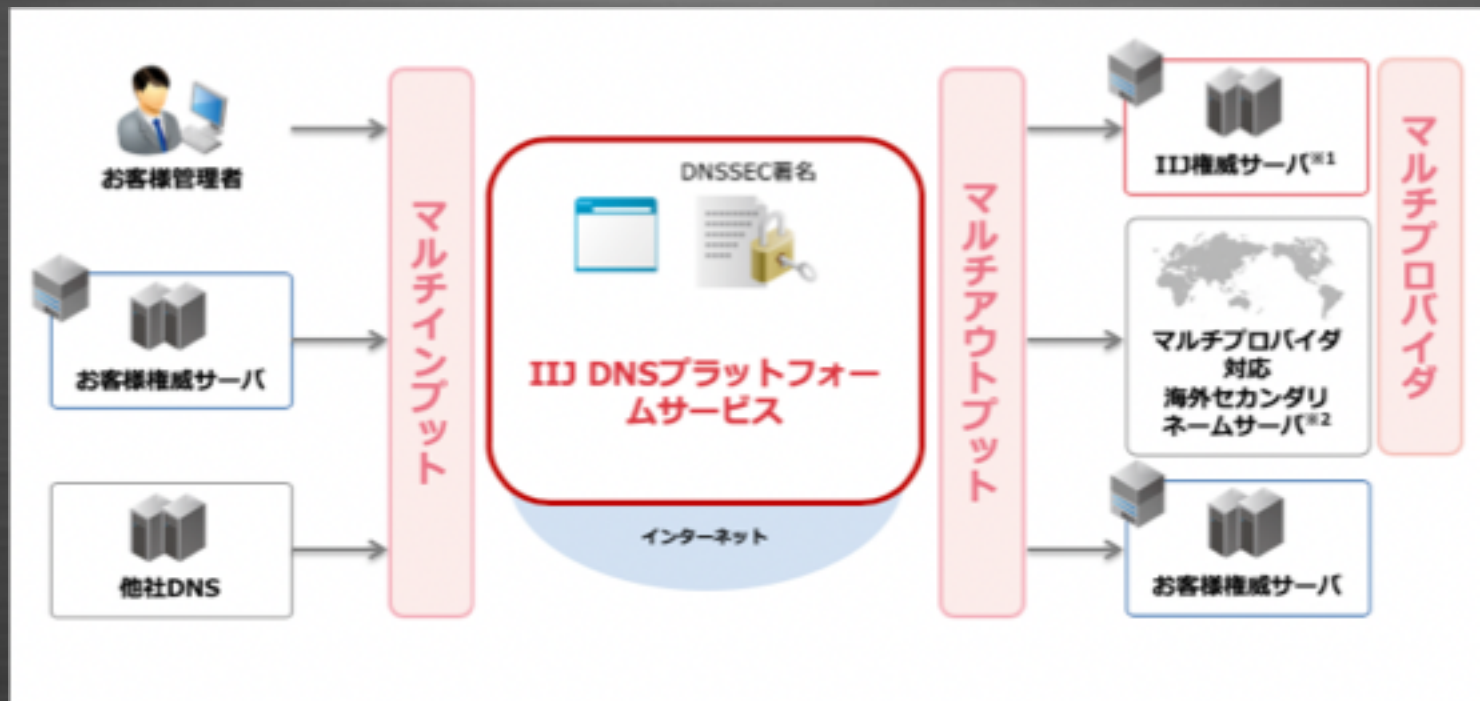 お客様管理者
お客様権威サーバ
他社DNS
マルチインプット
DNSSEC署名
IIJ DNSプラットフォー
ムサービス
インターネット
マルチアウトプット
IIJ権威サーバ※1
マルチプロバイダ
対応
海外セカンダリ
ネームサーバ※2
お客様権威サーバ
マルチプロバイダ